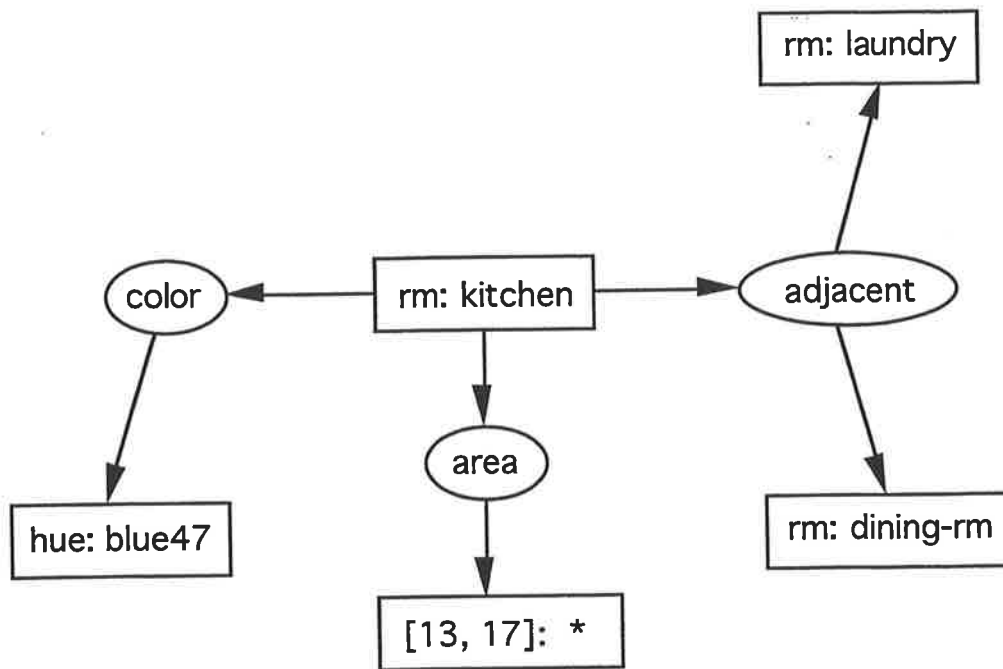 rm: laundry
color
rm: kitchen
adjacent
area
hue: blue47
rm: dining-rm
[13, 17]: *